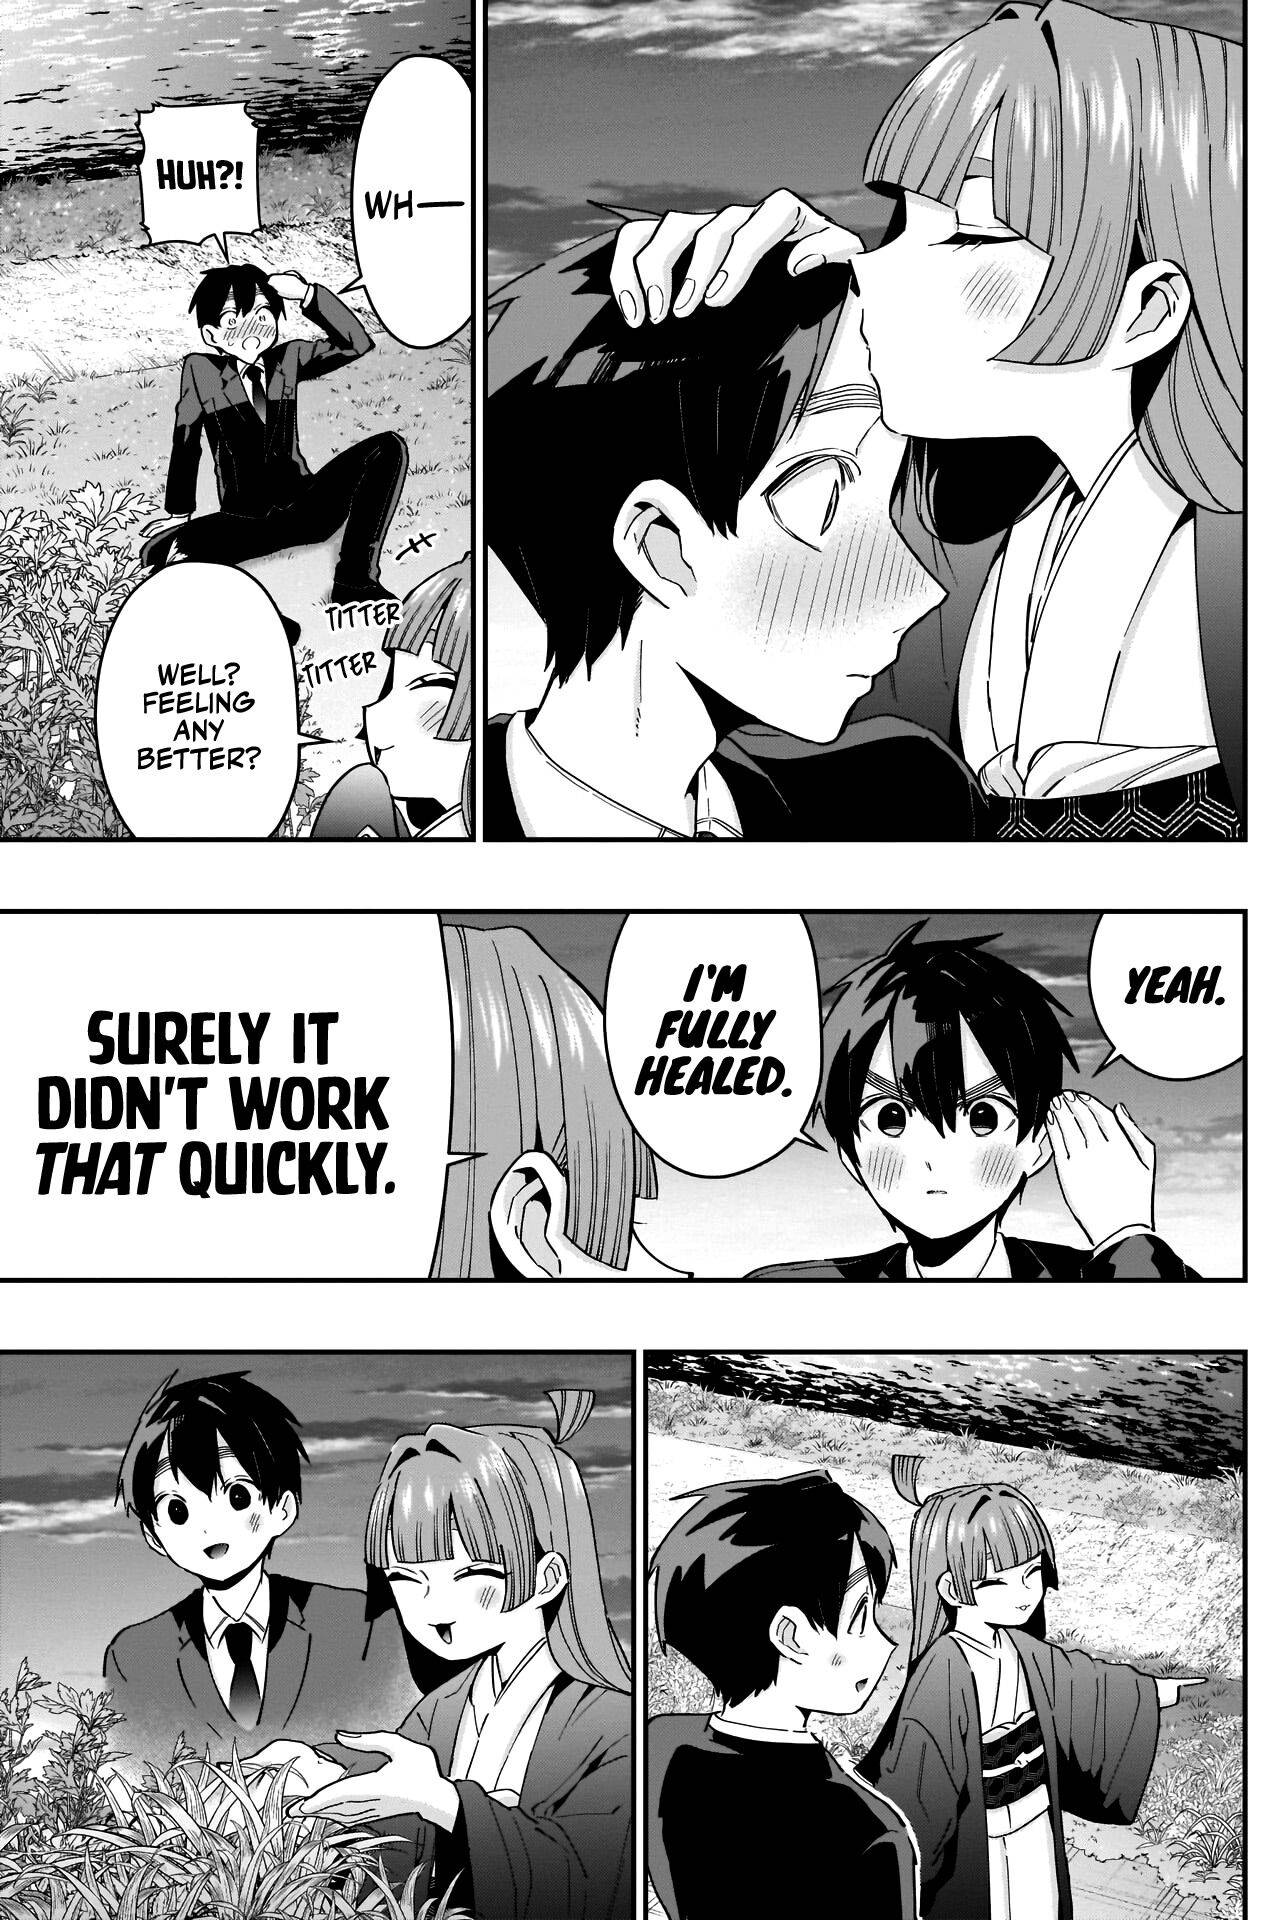 WH—
HUH?!
TITTER
TITTER
WELL?
FEELING
ANY
BETTER?
YEAH.
I'M
FULLY
HEALED.
SURELY IT
DIDN'T WORK
THAT QUICKLY.